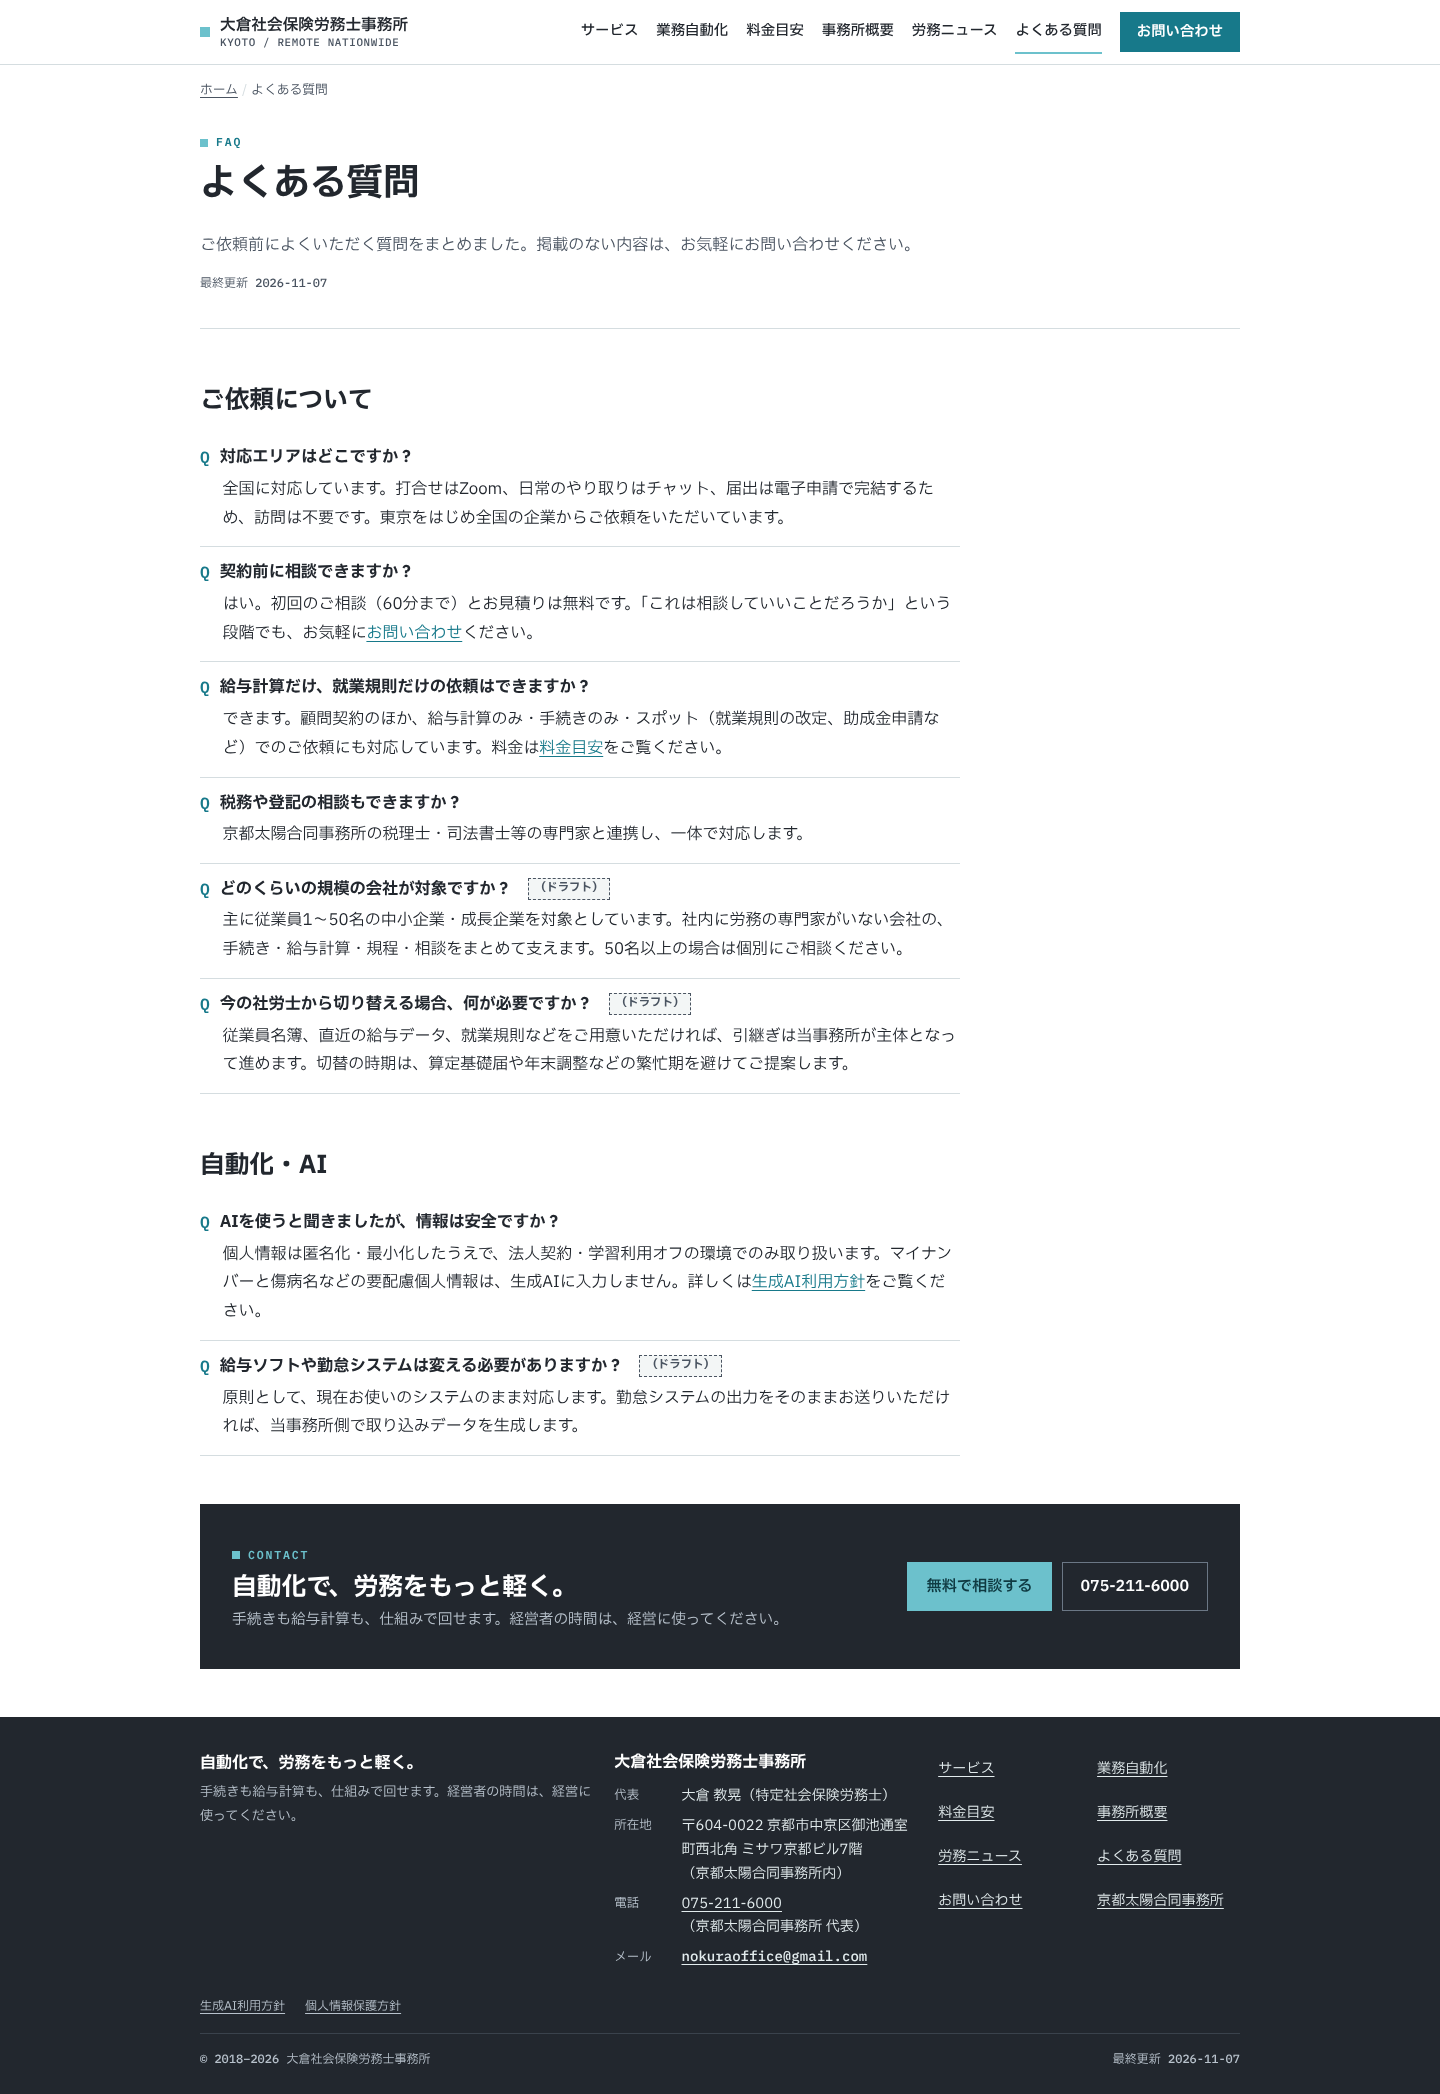 大倉社会保険労務士事務所
KYOTO / REMOTE NATIONWIDE
サービス 業務自動化 料金目安 事務所概要 労務ニュース よくある質問 お問い合わせ
ホーム / よくある質問
FAQ
よくある質問
ご依頼前によくいただく質問をまとめました。掲載のない内容は、お気軽にお問い合わせください。
最終更新 2026-11-07
ご依頼について
Q 対応エリアはどこですか？
全国に対応しています。打合せはZoom、日常のやり取りはチャット、届出は電子申請で完結するた
め、訪問は不要です。東京をはじめ全国の企業からご依頼をいただいています。
Q 契約前に相談できますか？
はい。初回のご相談（60分まで）とお見積りは無料です。「これは相談していいことだろうか」という
段階でも、お気軽にお問い合わせください。
Q 給与計算だけ、就業規則だけの依頼はできますか？
できます。顧問契約のほか、給与計算のみ・手続きのみ・スポット（就業規則の改定、助成金申請な
ど）でのご依頼にも対応しています。料金は料金目安をご覧ください。
Q 税務や登記の相談もできますか？
京都太陽合同事務所の税理士・司法書士等の専門家と連携し、一体で対応します。
Q どのくらいの規模の会社が対象ですか？ （ドラフト）
主に従業員1〜50名の中小企業・成長企業を対象としています。社内に労務の専門家がいない会社の、
手続き・給与計算・規程・相談をまとめて支えます。50名以上の場合は個別にご相談ください。
Q 今の社労士から切り替える場合、何が必要ですか？ （ドラフト）
従業員名簿、直近の給与データ、就業規則などをご用意いただければ、引継ぎは当事務所が主体となっ
て進めます。切替の時期は、算定基礎届や年末調整などの繁忙期を避けてご提案します。
自動化・AI
Q AIを使うと聞きましたが、情報は安全ですか？
個人情報は匿名化・最小化したうえで、法人契約・学習利用オフの環境でのみ取り扱います。マイナン
バーと傷病名などの要配慮個人情報は、生成AIに入力しません。詳しくは生成AI利用方針をご覧くだ
さい。
Q 給与ソフトや勤怠システムは変える必要がありますか？ （ドラフト）
原則として、現在お使いのシステムのまま対応します。勤怠システムの出力をそのままお送りいただけ
れば、当事務所側で取り込みデータを生成します。
CONTACT
自動化で、労務をもっと軽く。
手続きも給与計算も、仕組みで回せます。経営者の時間は、経営に使ってください。
無料で相談する 075-211-6000
自動化で、労務をもっと軽く。
手続きも給与計算も、仕組みで回せます。経営者の時間は、経営に
使ってください。
大倉社会保険労務士事務所
代表 大倉 教晃（特定社会保険労務士）
所在地 〒604-0022 京都市中京区御池通室
町西北角 ミサワ京都ビル7階
（京都太陽合同事務所内）
電話 075-211-6000
（京都太陽合同事務所 代表）
メール nokuraoffice@gmail.com
サービス 業務自動化
料金目安 事務所概要
労務ニュース よくある質問
お問い合わせ 京都太陽合同事務所
生成AI利用方針 個人情報保護方針
© 2018–2026 大倉社会保険労務士事務所
最終更新 2026-11-07